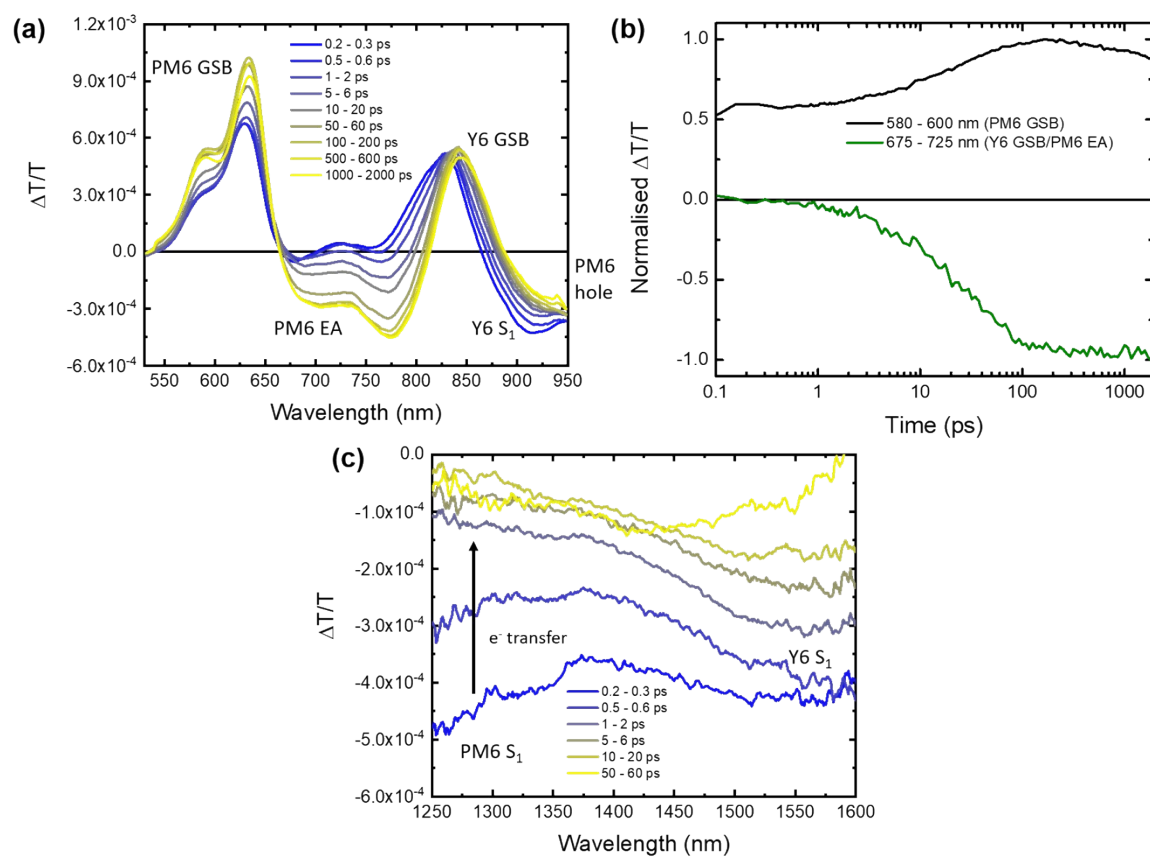 (a)
1.2x10⁻³
9.0x10⁻⁴
6.0x10⁻⁴
3.0x10⁻⁴
0.0
-3.0x10⁻⁴
-6.0x10⁻⁴
ΔT/T
PM6 GSB
0.2 - 0.3 ps
0.5 - 0.6 ps
1 - 2 ps
5 - 6 ps
10 - 20 ps
50 - 60 ps
100 - 200 ps
500 - 600 ps
1000 - 2000 ps
Y6 GSB
PM6
hole
PM6 EA
Y6 S₁
550 600 650 700 750 800 850 900 950
Wavelength (nm)
(b)
1.0
0.5
0.0
-0.5
-1.0
Normalised ΔT/T
580 - 600 nm (PM6 GSB)
675 - 725 nm (Y6 GSB/PM6 EA)
0.1 1 10 100 1000
Time (ps)
(c)
0.0
-1.0x10⁻⁴
-2.0x10⁻⁴
-3.0x10⁻⁴
-4.0x10⁻⁴
-5.0x10⁻⁴
-6.0x10⁻⁴
ΔT/T
e⁻ transfer
Y6 S₁
PM6 S₁
0.2 - 0.3 ps
0.5 - 0.6 ps
1 - 2 ps
5 - 6 ps
10 - 20 ps
50 - 60 ps
1250 1300 1350 1400 1450 1500 1550 1600
Wavelength (nm)